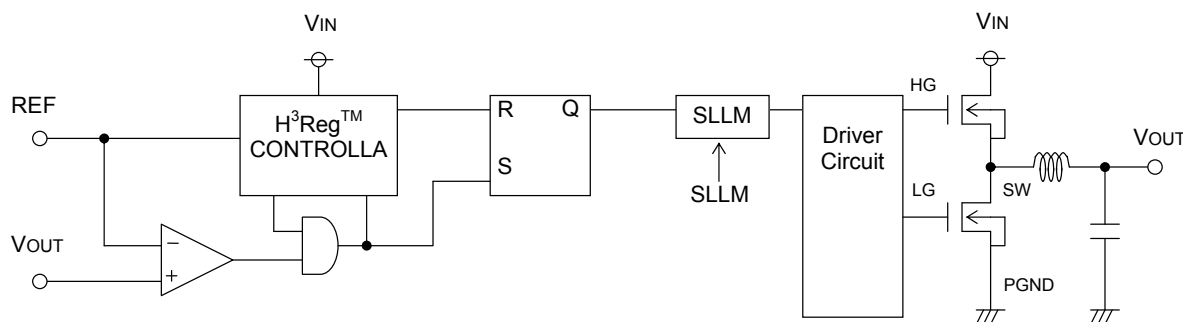 VIN
VIN
REF
H³Reg™
CONTROLLA
R
Q
S
SLLM
SLLM
Driver
Circuit
HG
LG
SW
VOUT
VOUT
−
+
PGND